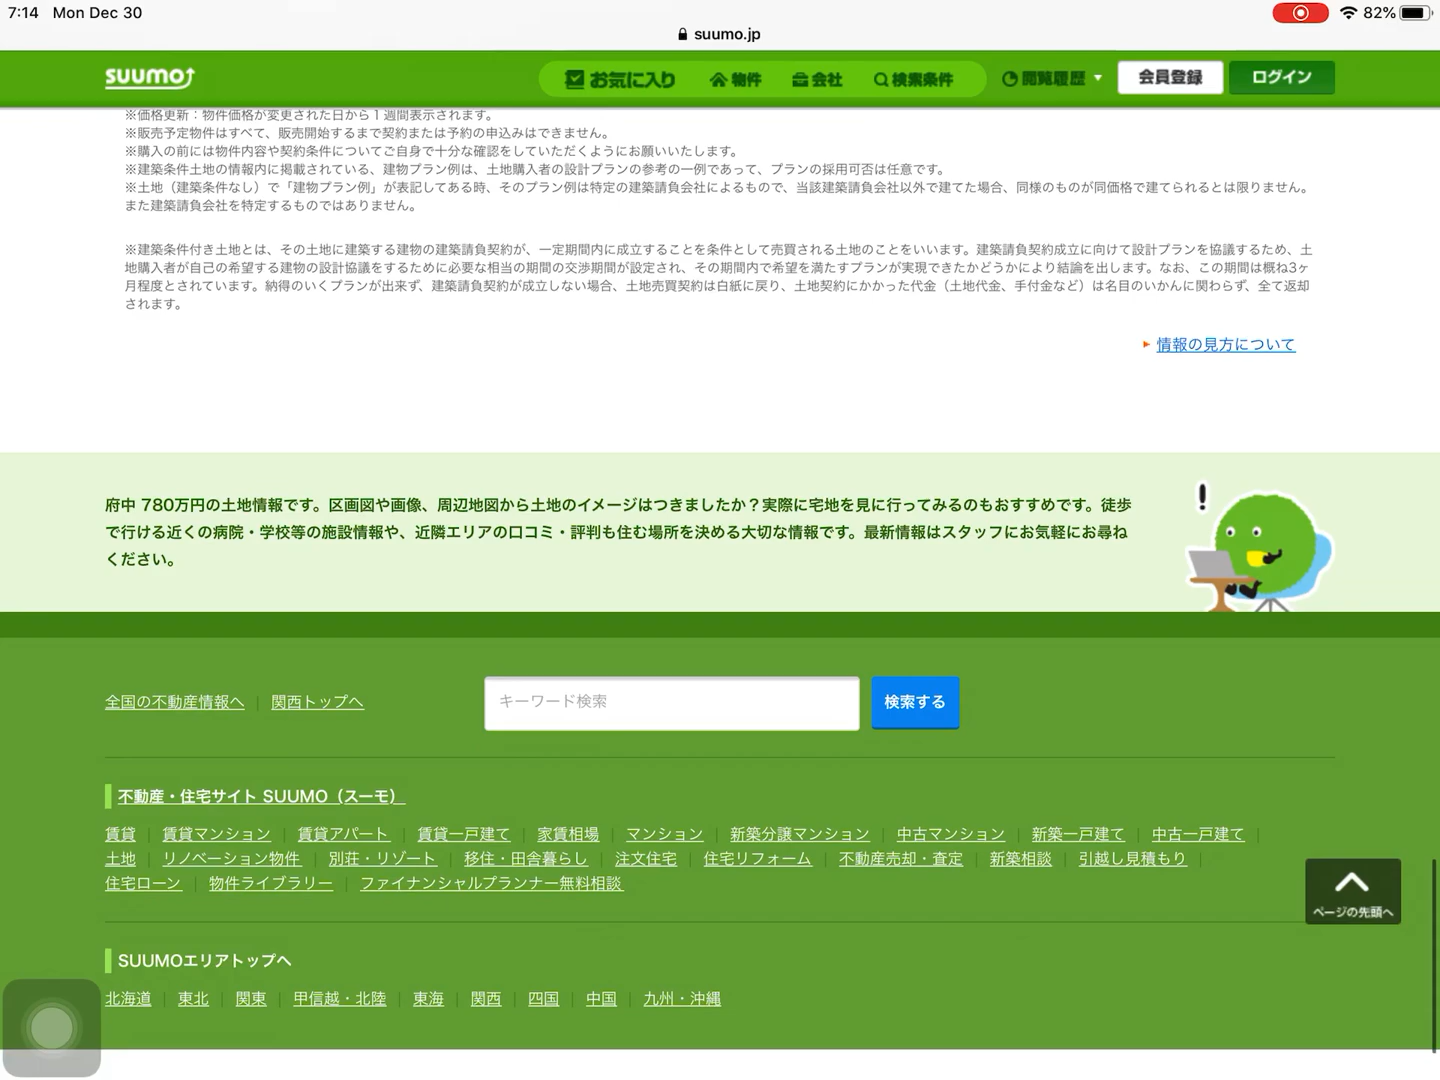 7:14 Mon Dec 30
82%
suumo.jp
suumo
お気に入り 物件 会社 検索条件 閲覧履歴 会員登録 ログイン
※価格更新：物件価格が変更された日から１週間表示されます。
※販売予定物件はすべて、販売開始するまで契約または予約の申込みはできません。
※購入の前には物件内容や契約条件についてご自身で十分な確認をしていただくようにお願いいたします。
※建築条件土地の情報内に掲載されている、建物プラン例は、土地購入者の設計プランの参考の一例であって、プランの採用可否は任意です。
※土地（建築条件なし）で「建物プラン例」が表記してある時、そのプラン例は特定の建築請負会社によるもので、当該建築請負会社以外で建てた場合、同様のものが同価格で建てられるとは限りません。
また建築請負会社を特定するものではありません。
※建築条件付き土地とは、その土地に建築する建物の建築請負契約が、一定期間内に成立することを条件として売買される土地のことをいいます。建築請負契約成立に向けて設計プランを協議するため、土
地購入者が自己の希望する建物の設計協議をするために必要な相当の期間の交渉期間が設定され、その期間内で希望を満たすプランが実現できたかどうかにより結論を出します。なお、この期間は概ね3ヶ
月程度とされています。納得のいくプランが出来ず、建築請負契約が成立しない場合、土地売買契約は白紙に戻り、土地契約にかかった代金（土地代金、手付金など）は名目のいかんに関わらず、全て返却
されます。
情報の見方について
府中 780万円の土地情報です。区画図や画像、周辺地図から土地のイメージはつきましたか？実際に宅地を見に行ってみるのもおすすめです。徒歩
で行ける近くの病院・学校等の施設情報や、近隣エリアの口コミ・評判も住む場所を決める大切な情報です。最新情報はスタッフにお気軽にお尋ね
ください。
!
全国の不動産情報へ | 関西トップへ キーワード検索 検索する
不動産・住宅サイト SUUMO（スーモ）
賃貸 | 賃貸マンション | 賃貸アパート | 賃貸一戸建て | 家賃相場 | マンション | 新築分譲マンション | 中古マンション | 新築一戸建て | 中古一戸建て |
土地 | リノベーション物件 | 別荘・リゾート | 移住・田舎暮らし | 注文住宅 | 住宅リフォーム | 不動産売却・査定 | 新築相談 | 引越し見積もり |
住宅ローン | 物件ライブラリー | ファイナンシャルプランナー無料相談
ページの先頭へ
SUUMOエリアトップへ
北海道 | 東北 | 関東 | 甲信越・北陸 | 東海 | 関西 | 四国 | 中国 | 九州・沖縄